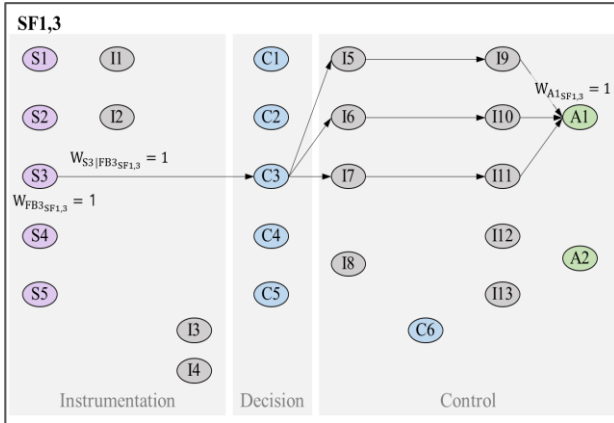 SF1,3
S1 I1 C1 I5 I9
W_A1_SF1,3 = 1
S2 I2 C2 I6 I10 A1
W_S3|FB3_SF1,3 = 1
S3 C3 I7 I11
W_FB3_SF1,3 = 1
S4 C4 I12
I8 A2
S5 C5 I13
I3 C6
I4
Instrumentation Decision Control